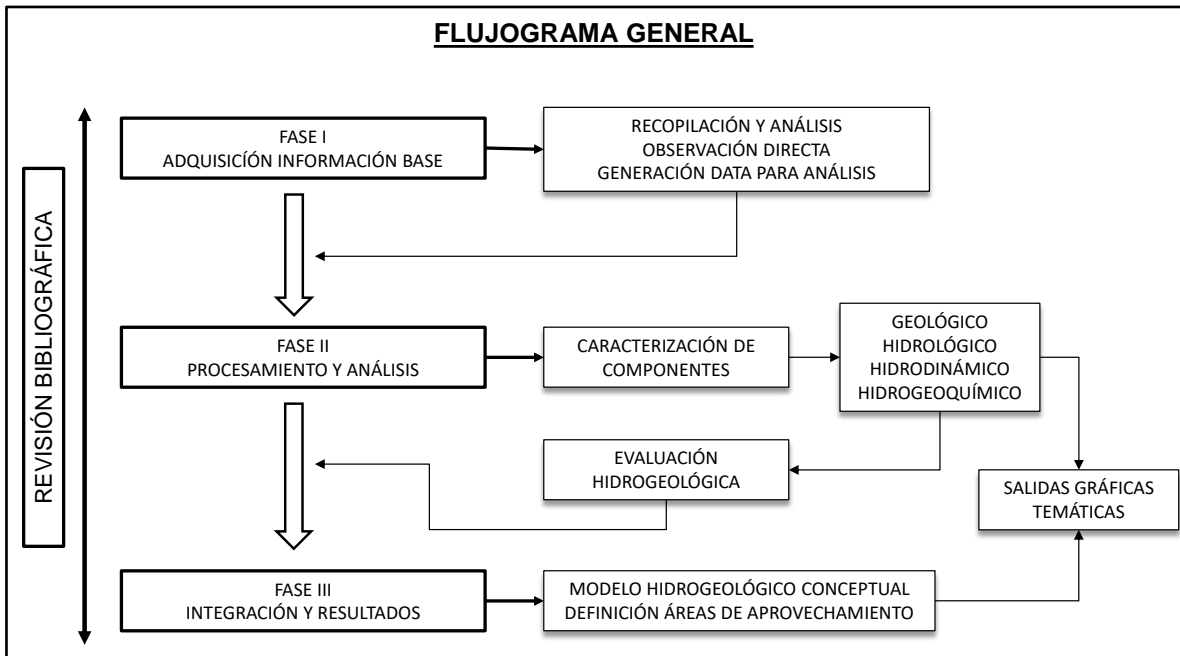 FLUJOGRAMA GENERAL
REVISIÓN BIBLIOGRÁFICA
FASE I
ADQUISICÍÓN INFORMACIÓN BASE
RECOPILACIÓN Y ANÁLISIS
OBSERVACIÓN DIRECTA
GENERACIÓN DATA PARA ANÁLISIS
FASE II
PROCESAMIENTO Y ANÁLISIS
CARACTERIZACIÓN DE
COMPONENTES
GEOLÓGICO
HIDROLÓGICO
HIDRODINÁMICO
HIDROGEOQUÍMICO
EVALUACIÓN
HIDROGEOLÓGICA
SALIDAS GRÁFICAS
TEMÁTICAS
FASE III
INTEGRACIÓN Y RESULTADOS
MODELO HIDROGEOLÓGICO CONCEPTUAL
DEFINICIÓN ÁREAS DE APROVECHAMIENTO